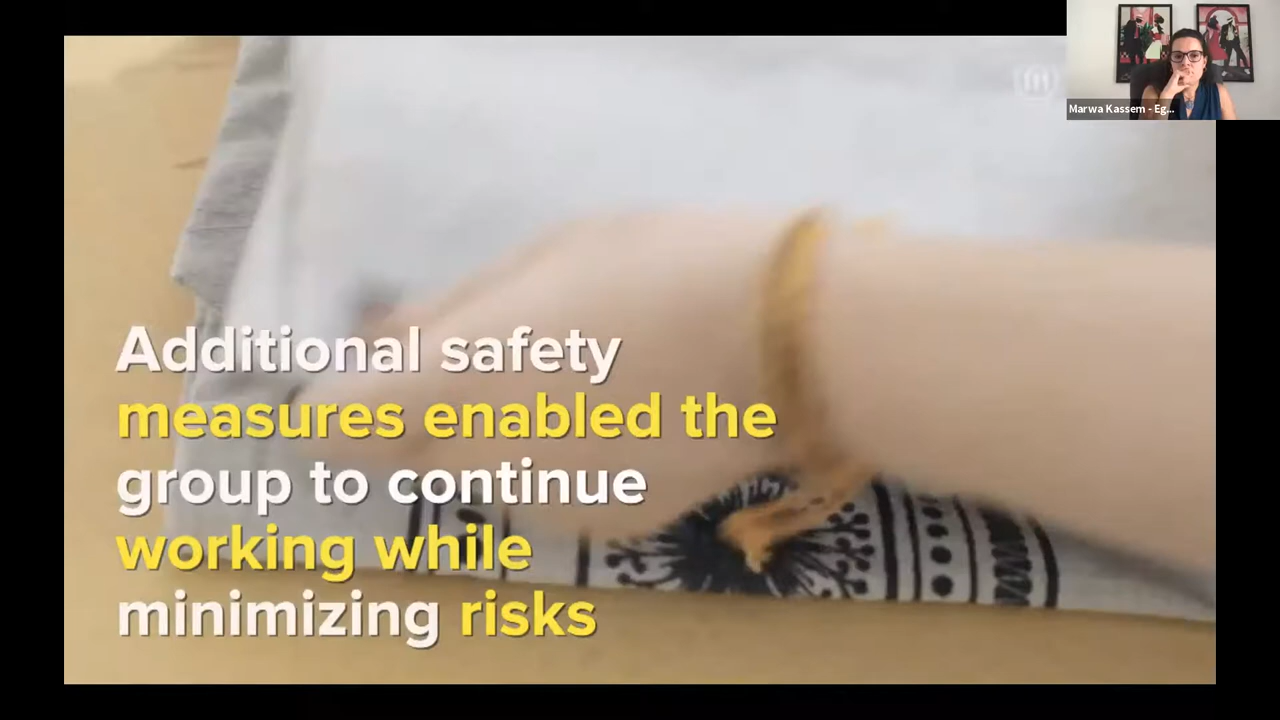 Marwa Kassem - Eg...
Additional safety
measures enabled the
group to continue
working while
minimizing risks